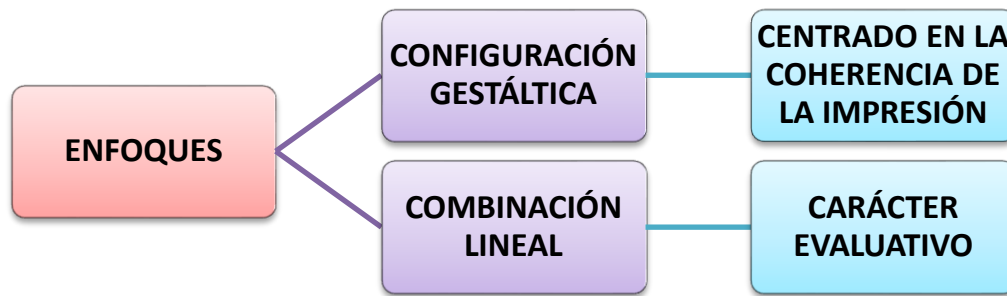 ENFOQUES
CONFIGURACIÓN
GESTÁLTICA
CENTRADO EN LA
COHERENCIA DE
LA IMPRESIÓN
COMBINACIÓN
LINEAL
CARÁCTER
EVALUATIVO